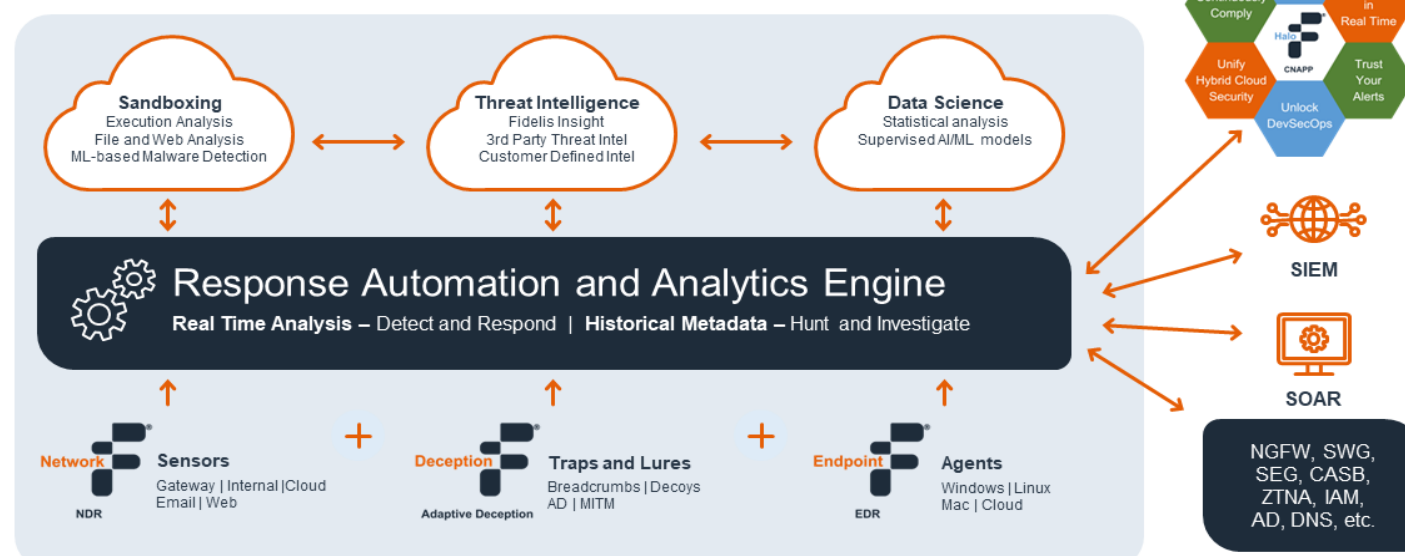 Continuously
Comply
in
Real Time
Halo
CNAPP
Unify
Hybrid Cloud
Security
Trust
Your
Alerts
Unlock
DevSecOps
Sandboxing
Execution Analysis
File and Web Analysis
ML-based Malware Detection
Threat Intelligence
Fidelis Insight
3rd Party Threat Intel
Customer Defined Intel
Data Science
Statistical analysis
Supervised AI/ML models
Response Automation and Analytics Engine
Real Time Analysis – Detect and Respond | Historical Metadata – Hunt and Investigate
SIEM
SOAR
NGFW, SWG,
SEG, CASB,
ZTNA, IAM,
AD, DNS, etc.
Network
NDR
Sensors
Gateway | Internal | Cloud
Email | Web
Deception
Adaptive Deception
Traps and Lures
Breadcrumbs | Decoys
AD | MITM
Endpoint
EDR
Agents
Windows | Linux
Mac | Cloud